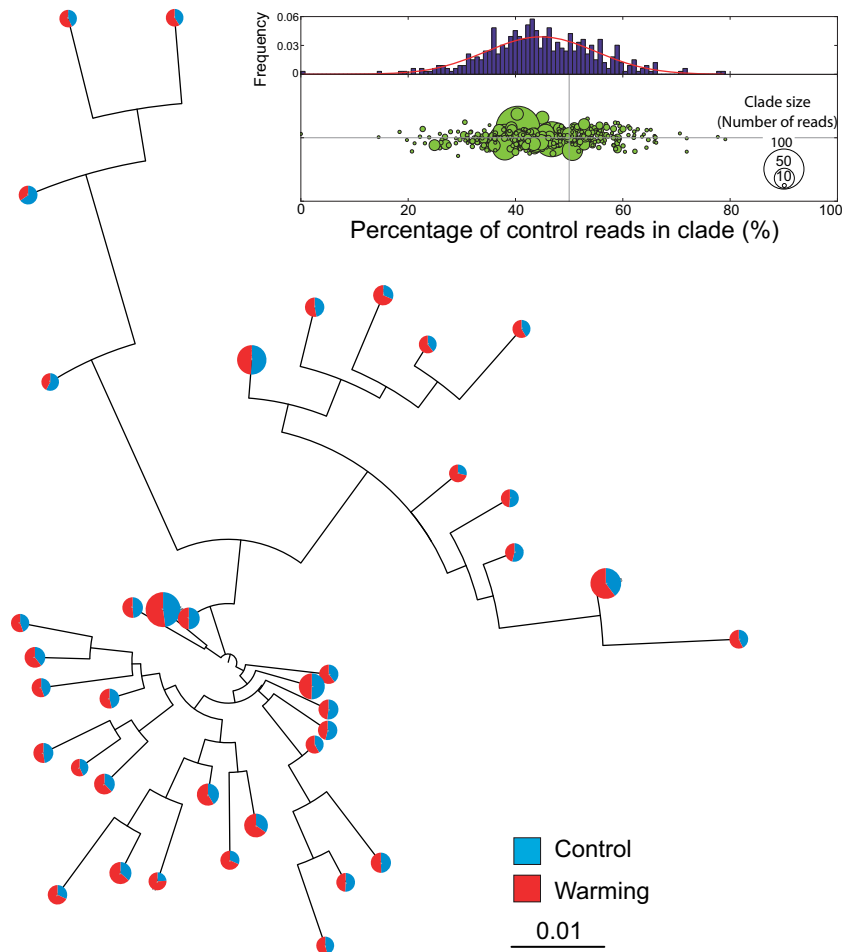 0.06
0.03
0
Frequency
Clade size
(Number of reads)
100
50
10
0 20 40 60 80 100
Percentage of control reads in clade (%)
Control
Warming
0.01